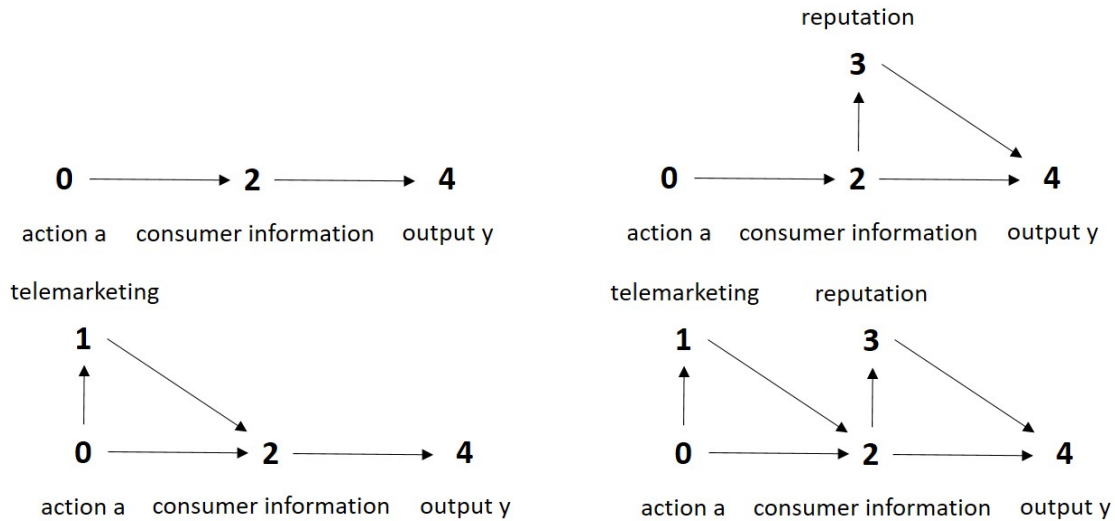 reputation
3
0 2 4
action a consumer information output y
0 2 4
action a consumer information output y
telemarketing
1
0 2 4
action a consumer information output y
telemarketing reputation
1 3
0 2 4
action a consumer information output y